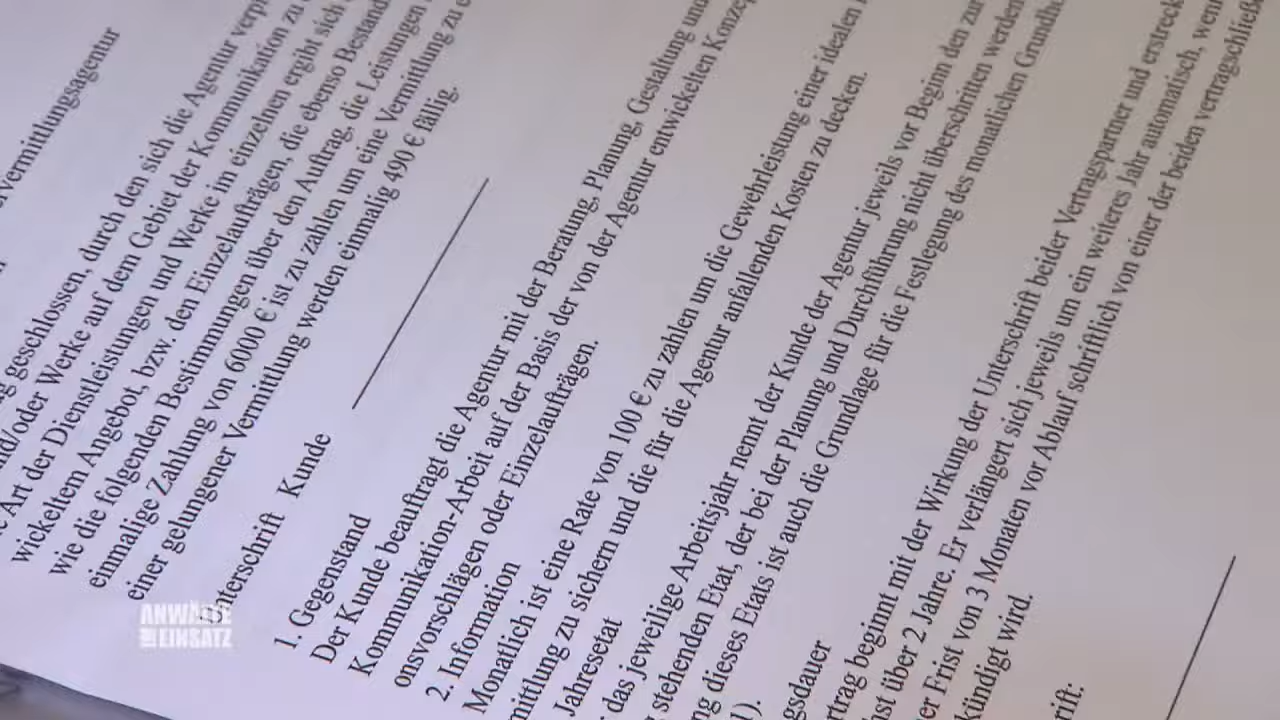 vermittlungsagentur
geschlossen, durch den sich die Agentur
und/oder Werke auf dem Gebiet der Kommunikation zu
Art der Dienstleistungen und Werke im einzelnen ergibt sich
wickeltem Angebot, bzw. den Einzelaufträgen, die ebenso
wie die folgenden Bestimmungen über den Auftrag, die Leistungen
einmalige Zahlung von 6000 € ist zu zahlen um eine Vermittlung zu
einer gelungener Vermittlung werden einmalig 490 € fällig.
Unterschrift Kunde
1. Gegenstand
Der Kunde beauftragt die Agentur mit der Beratung, Planung, Gestaltung und
Kommunikation-Arbeit auf der Basis der von der Agentur entwickelten
onsvorschlägen oder Einzelaufträgen.
2. Information
Monatlich ist eine Rate von 100 € zu zahlen um die Gewehrleistung einer idealen
mittlung zu sichern und die für die Agentur anfallenden Kosten zu decken.
Jahresetat
das jeweilige Arbeitsjahr nennt der Kunde der Agentur jeweils vor Beginn den zur
stehenden Etat, der bei der Planung und Durchführung nicht überschritten werden
ng dieses Etats ist auch die Grundlage für die Festlegung des monatlichen
1).
gsdauer
rtrag beginnt mit der Wirkung der Unterschrift beider Vertragspartner und
nst über 2 Jahre. Er verlängert sich jeweils um ein weiteres Jahr automatisch,
er Frist von 3 Monaten vor Ablauf schriftlich von einer der beiden
kündigt wird.
rift:
ANWÄLTE
IM EINSATZ